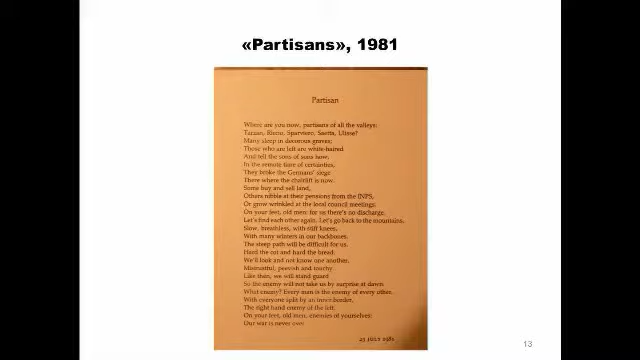 «Partisans», 1981
Partisan
Where are you now, partisans of all the valleys,
Tarzan, Riccio, Sparviero, Saetta, Ulisse?
Many sleep in decorous graves;
Those who are left are white-haired
And tell the sons of sons how,
In the remote time of certainties,
They broke the Germans' siege
There where the chairlift is now.
Some buy and sell land,
Others nibble at their pensions from the INPS,
Or grow wrinkled at the local council meetings.
On your feet, old men: for us there's no discharge.
Let's find each other again. Let's go back to the mountains,
Slow, breathless, with stiff knees,
With many winters in our backbones.
The steep path will be difficult for us,
Hard the cot and hard the bread.
We'll look and not know one another,
Mistrustful, peevish and touchy.
Like then, we will stand guard
So the enemy will not take us by surprise at dawn.
What enemy? Every man is the enemy of every other,
With everyone split by an inner border,
The right hand enemy of the left.
On your feet, old men, enemies of yourselves:
Our war is never over.
23 JULY 1981
13